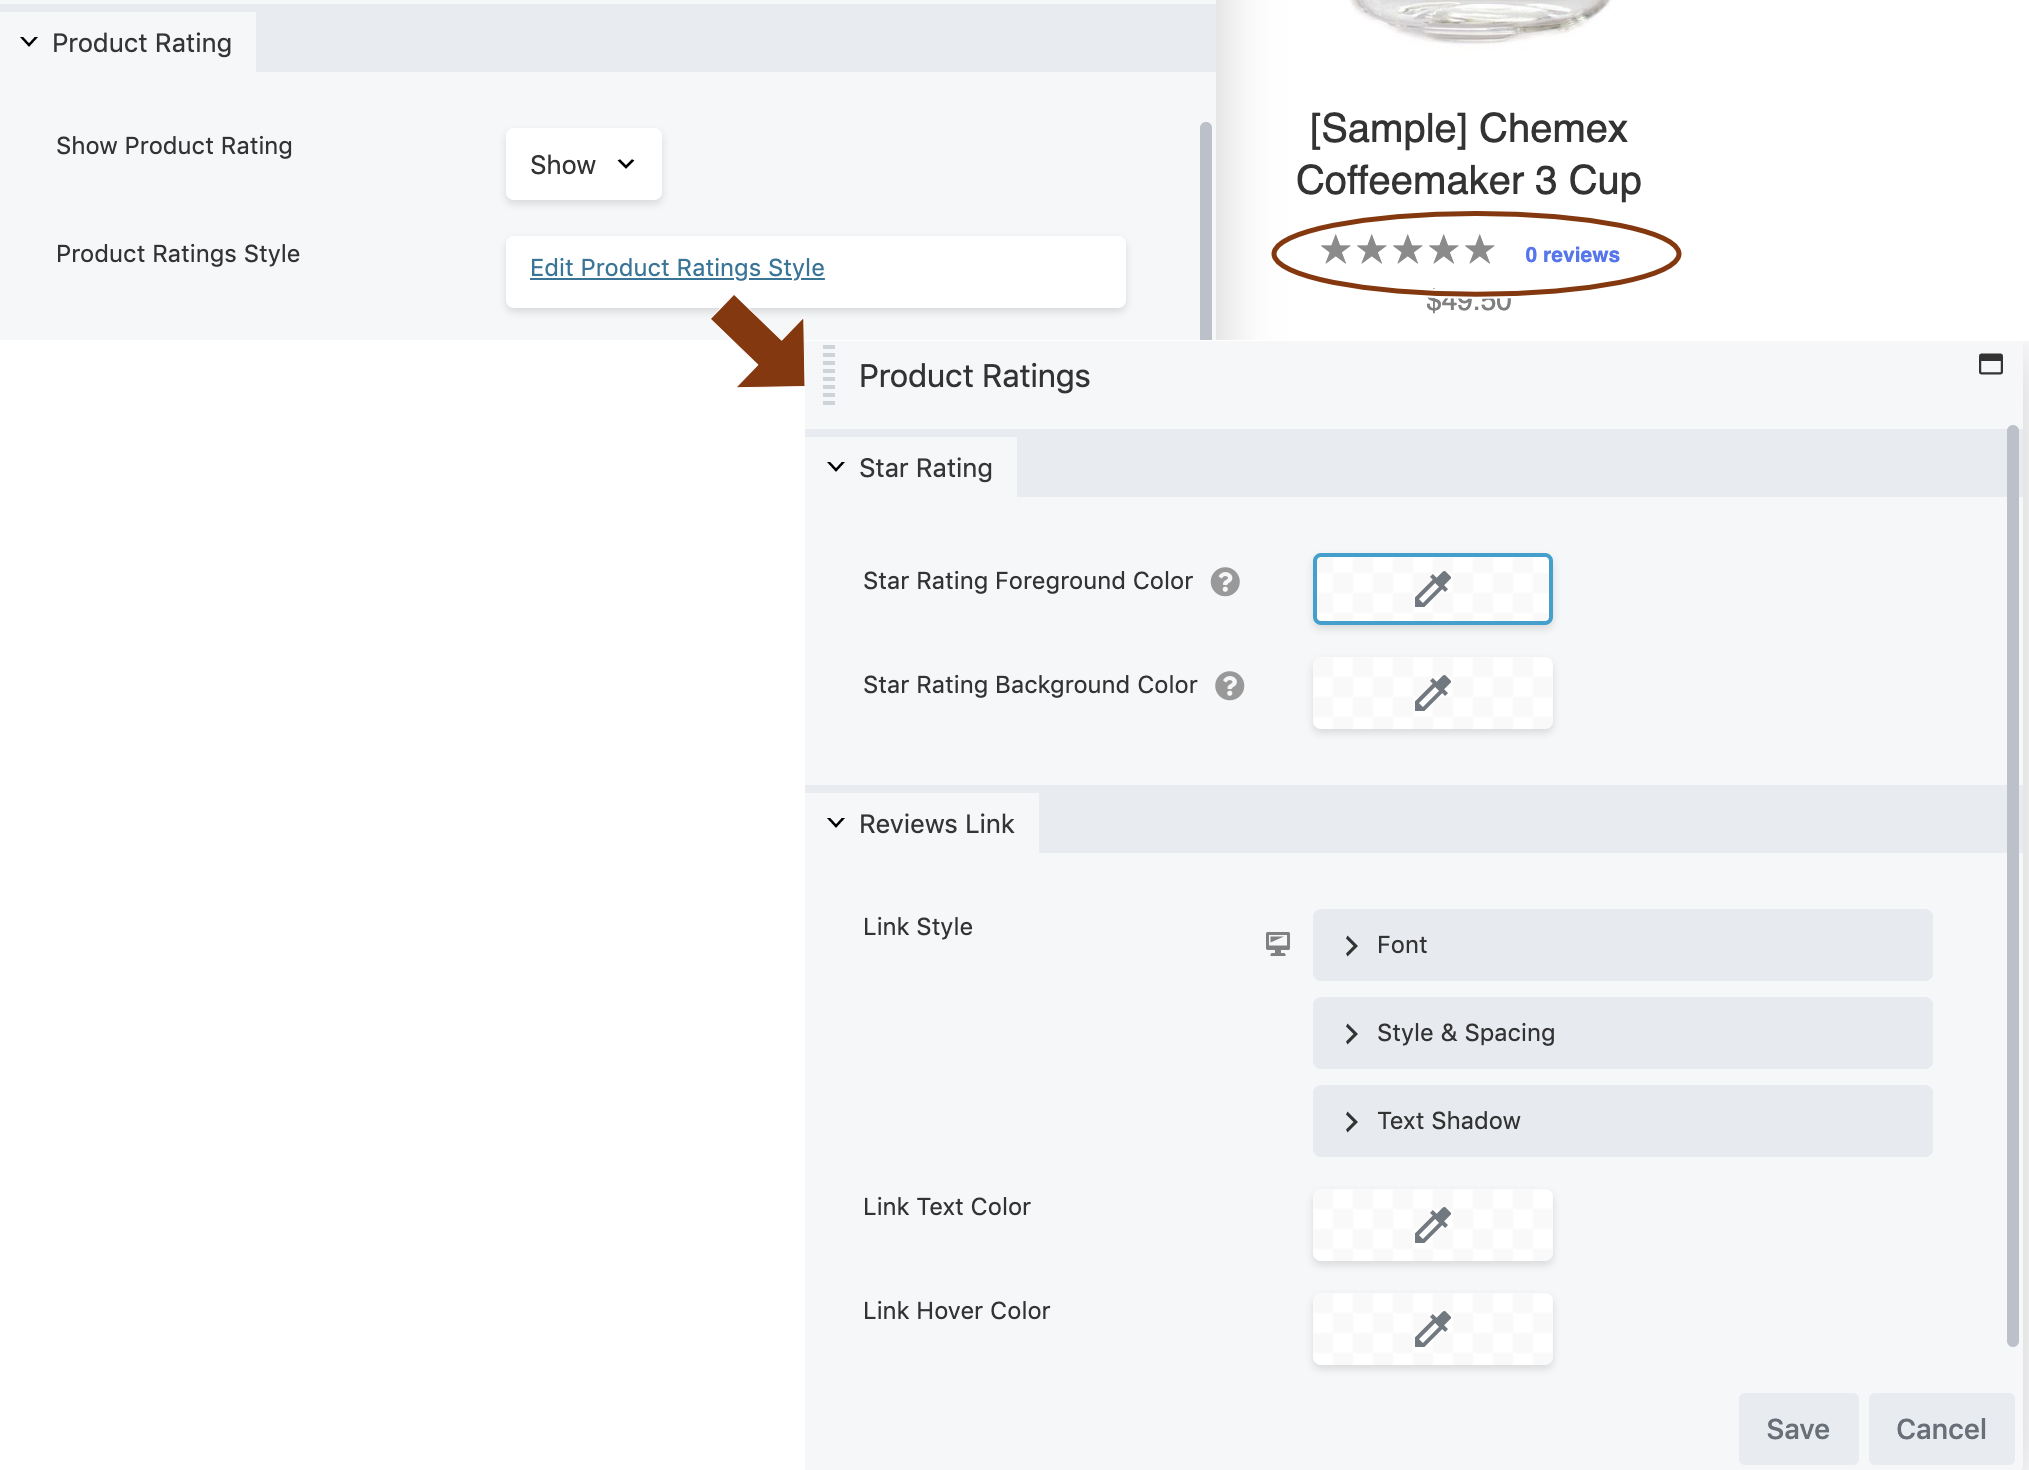 Product Rating
Show Product Rating
Show
Product Ratings Style
Edit Product Ratings Style
[Sample] Chemex
Coffeemaker 3 Cup
0 reviews
$49.50
Product Ratings
Star Rating
Star Rating Foreground Color
Star Rating Background Color
Reviews Link
Link Style
Font
Style & Spacing
Text Shadow
Link Text Color
Link Hover Color
Save
Cancel